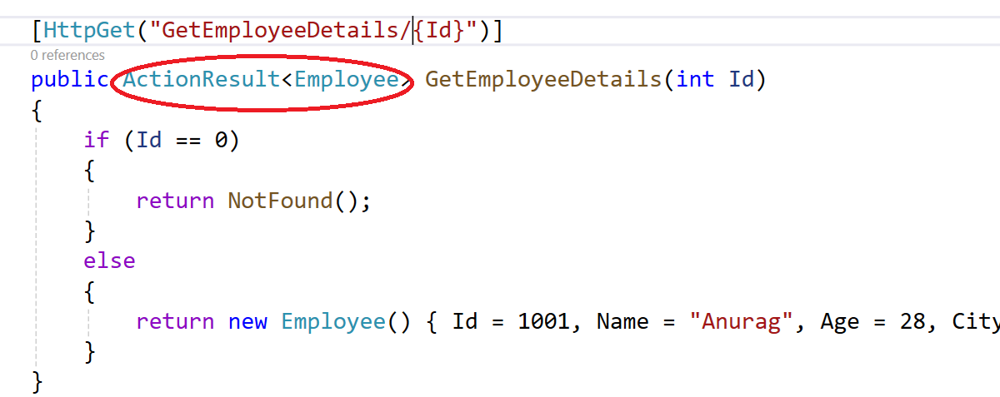 [HttpGet("GetEmployeeDetails/{Id}")]
0 references
public ActionResult<Employee> GetEmployeeDetails(int Id)
{
if (Id == 0)
{
return NotFound();
}
else
{
return new Employee() { Id = 1001, Name = "Anurag", Age = 28, City
}
}